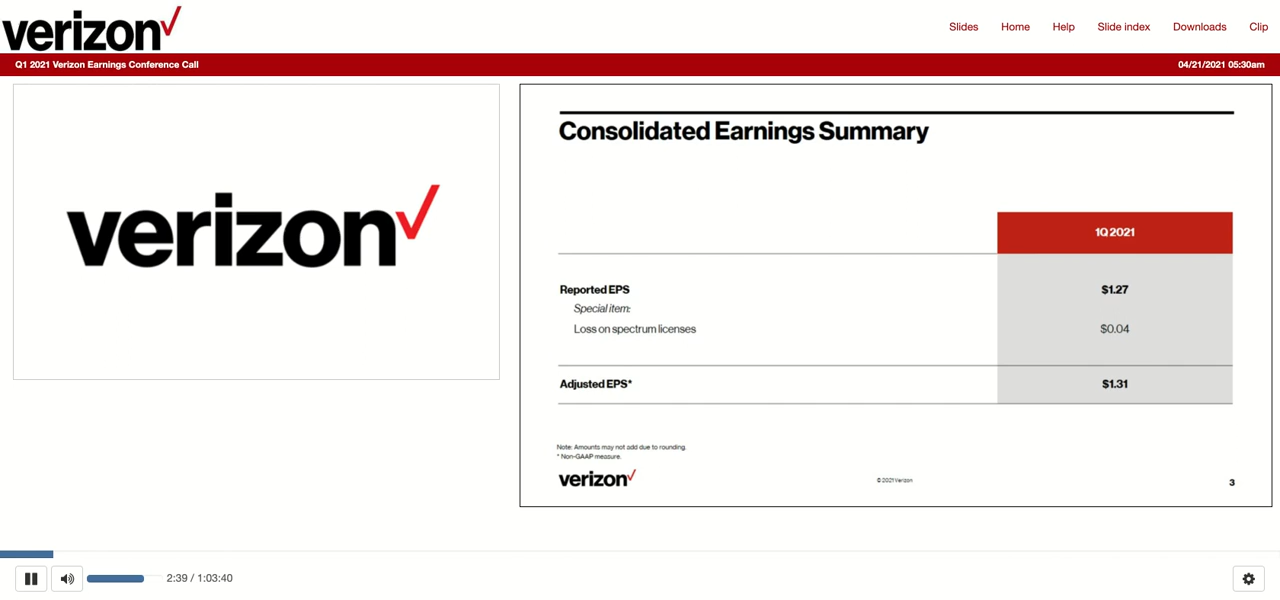 verizon
Slides Home Help Slide index Downloads Clip
Q1 2021 Verizon Earnings Conference Call 04/21/2021 05:30am
verizon
Consolidated Earnings Summary
1Q 2021
Reported EPS $1.27
Special item:
Loss on spectrum licenses $0.04
Adjusted EPS* $1.31
Note: Amounts may not add due to rounding.
* Non-GAAP measure.
verizon © 2021 Verizon 3
2:39 / 1:03:40